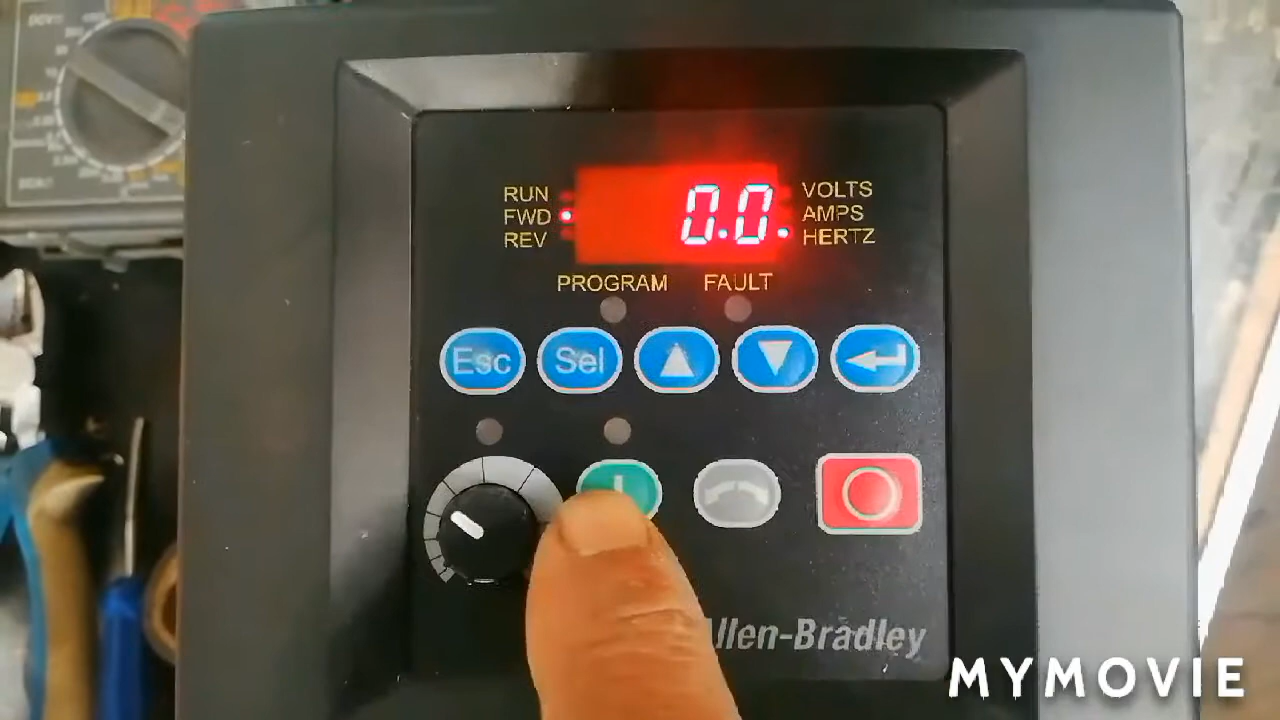 RUN
FWD
REV
0.0.
VOLTS
AMPS
HERTZ
PROGRAM FAULT
Esc Sel
Allen-Bradley
MYMOVIE